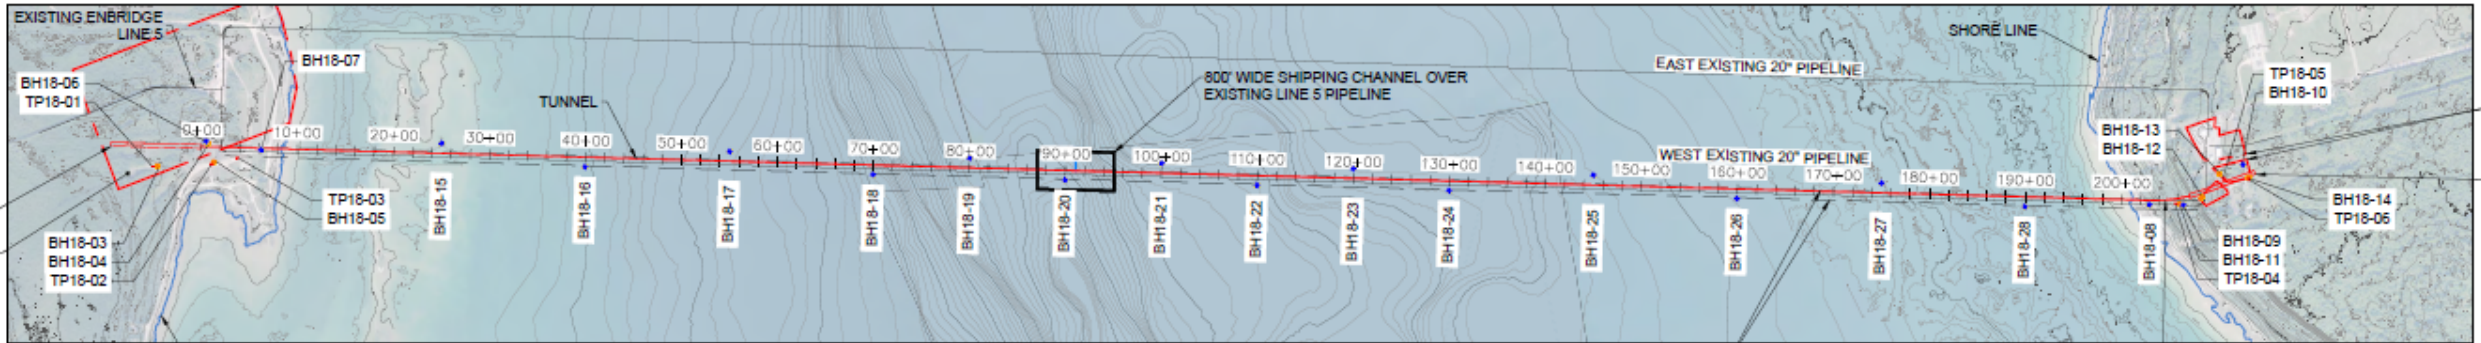 EXISTING ENBRIDGE
LINE 5
BH18-07
BH18-06
TP18-01
TUNNEL
800' WIDE SHIPPING CHANNEL OVER
EXISTING LINE 5 PIPELINE
EAST EXISTING 20" PIPELINE
SHORE LINE
TP18-05
BH18-10
BH18-13
BH18-12
WEST EXISTING 20" PIPELINE
0+00
10+00
20+00
30+00
40+00
50+00
60+00
70+00
80+00
90+00
100+00
110+00
120+00
130+00
140+00
150+00
160+00
170+00
180+00
190+00
200+00
TP18-03
BH18-05
BH18-03
BH18-04
TP18-02
BH18-15
BH18-16
BH18-17
BH18-18
BH18-19
BH18-20
BH18-21
BH18-22
BH18-23
BH18-24
BH18-25
BH18-26
BH18-27
BH18-28
BH18-08
BH18-14
TP18-06
BH18-09
BH18-11
TP18-04